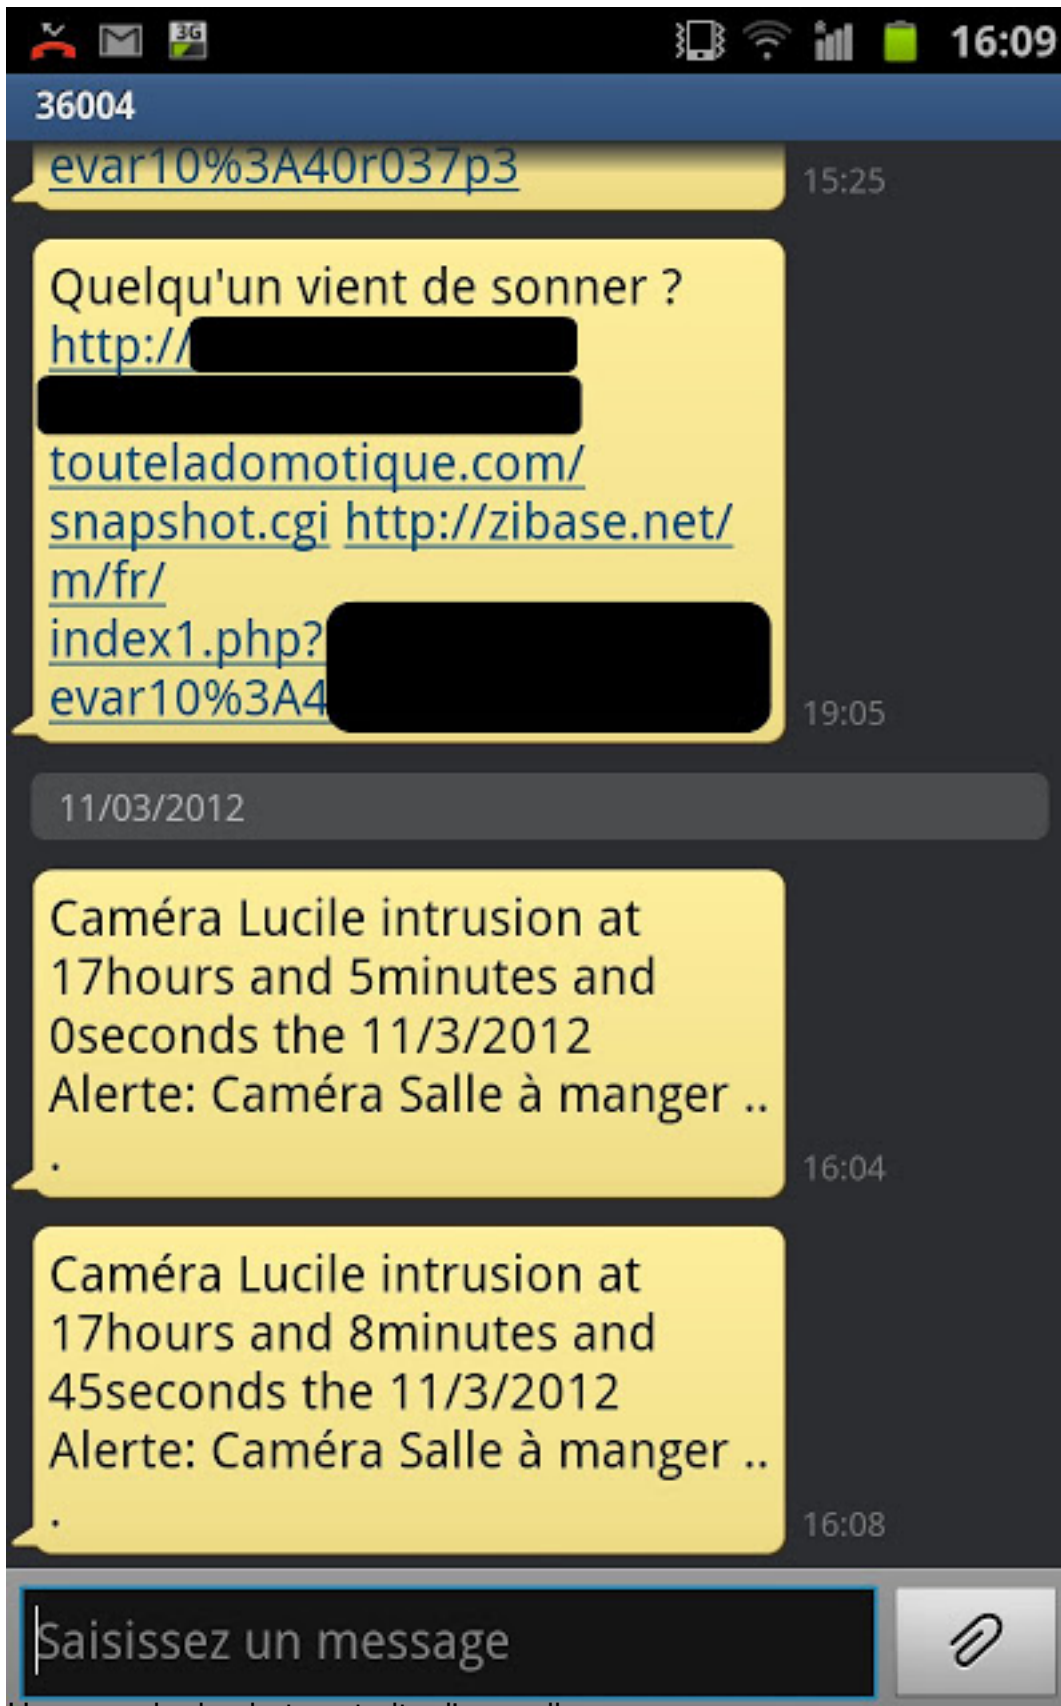 3G
16:09
36004
evar10%3A40r037p3
15:25
Quelqu'un vient de sonner ?
http://
touteladomotique.com/
snapshot.cgi http://zibase.net/
m/fr/
index1.php?
evar10%3A4
19:05
11/03/2012
Caméra Lucile intrusion at
17hours and 5minutes and
0seconds the 11/3/2012
Alerte: Caméra Salle à manger ..
.
16:04
Caméra Lucile intrusion at
17hours and 8minutes and
45seconds the 11/3/2012
Alerte: Caméra Salle à manger ..
.
16:08
Saisissez un message